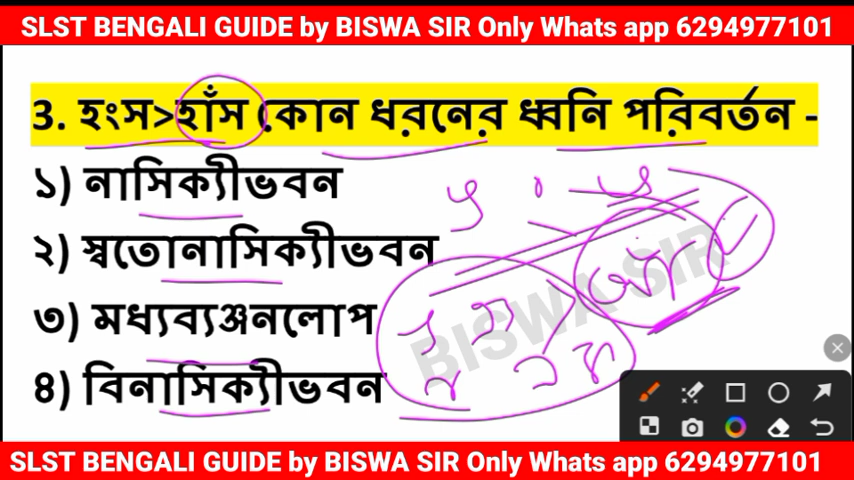 SLST BENGALI GUIDE by BISWA SIR Only Whats app 6294977101
3. হংস>হাঁস কোন ধরনের ধ্বনি পরিবর্তন -
১) নাসিক্যীভবন
২) স্বতোনাসিক্যীভবন
৩) মধ্যব্যঞ্জনলোপ
৪) বিনাসিক্যীভবন
BISWA SIR
SLST BENGALI GUIDE by BISWA SIR Only Whats app 6294977101